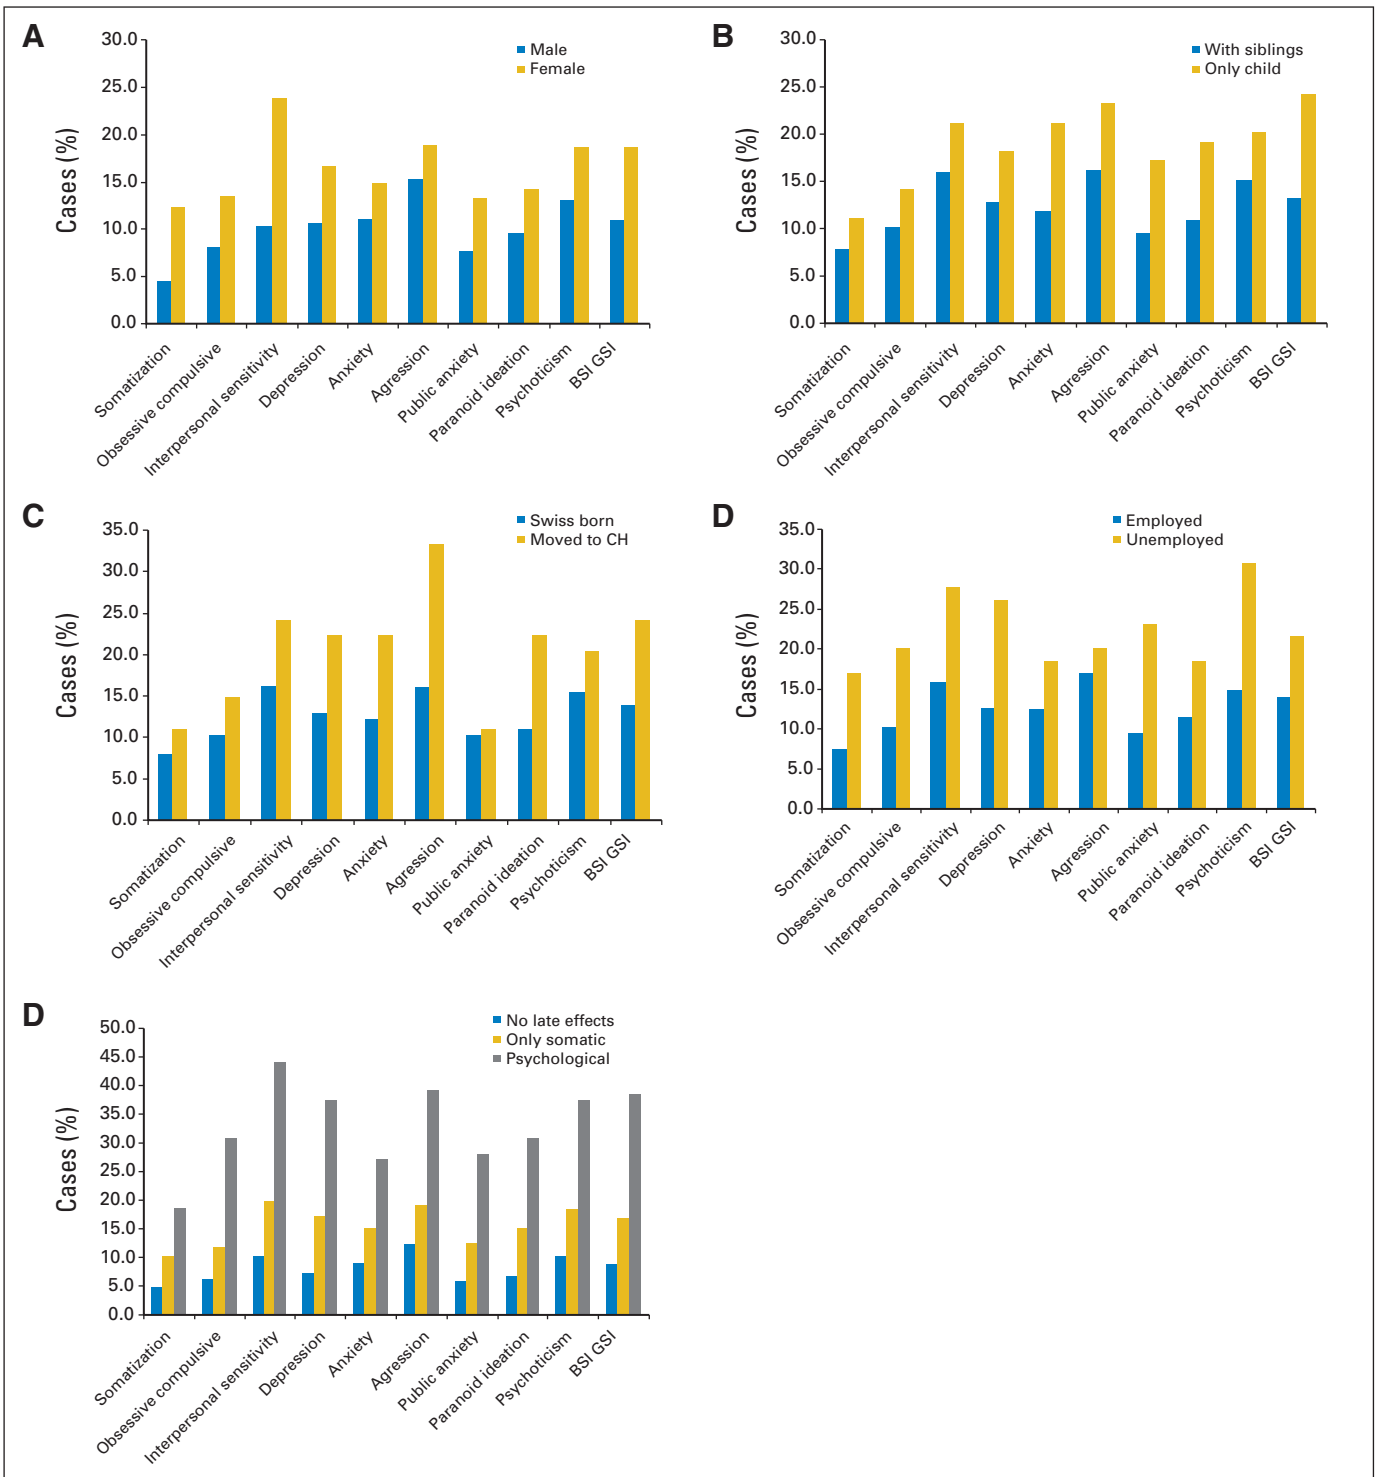 A
Male
Female
Cases (%)
30.0
25.0
20.0
15.0
10.0
5.0
0.0
Somatization
Obsessive compulsive
Interpersonal sensitivity
Depression
Anxiety
Agression
Public anxiety
Paranoid ideation
Psychoticism
BSI GSI
B
With siblings
Only child
Cases (%)
30.0
25.0
20.0
15.0
10.0
5.0
0.0
Somatization
Obsessive compulsive
Interpersonal sensitivity
Depression
Anxiety
Agression
Public anxiety
Paranoid ideation
Psychoticism
BSI GSI
C
Swiss born
Moved to CH
Cases (%)
35.0
30.0
25.0
20.0
15.0
10.0
5.0
0.0
Somatization
Obsessive compulsive
Interpersonal sensitivity
Depression
Anxiety
Agression
Public anxiety
Paranoid ideation
Psychoticism
BSI GSI
D
Employed
Unemployed
Cases (%)
35.0
30.0
25.0
20.0
15.0
10.0
5.0
0.0
Somatization
Obsessive compulsive
Interpersonal sensitivity
Depression
Anxiety
Agression
Public anxiety
Paranoid ideation
Psychoticism
BSI GSI
D
No late effects
Only somatic
Psychological
Cases (%)
50.0
45.0
40.0
35.0
30.0
25.0
20.0
15.0
10.0
5.0
0.0
Somatization
Obsessive compulsive
Interpersonal sensitivity
Depression
Anxiety
Agression
Public anxiety
Paranoid ideation
Psychoticism
BSI GSI